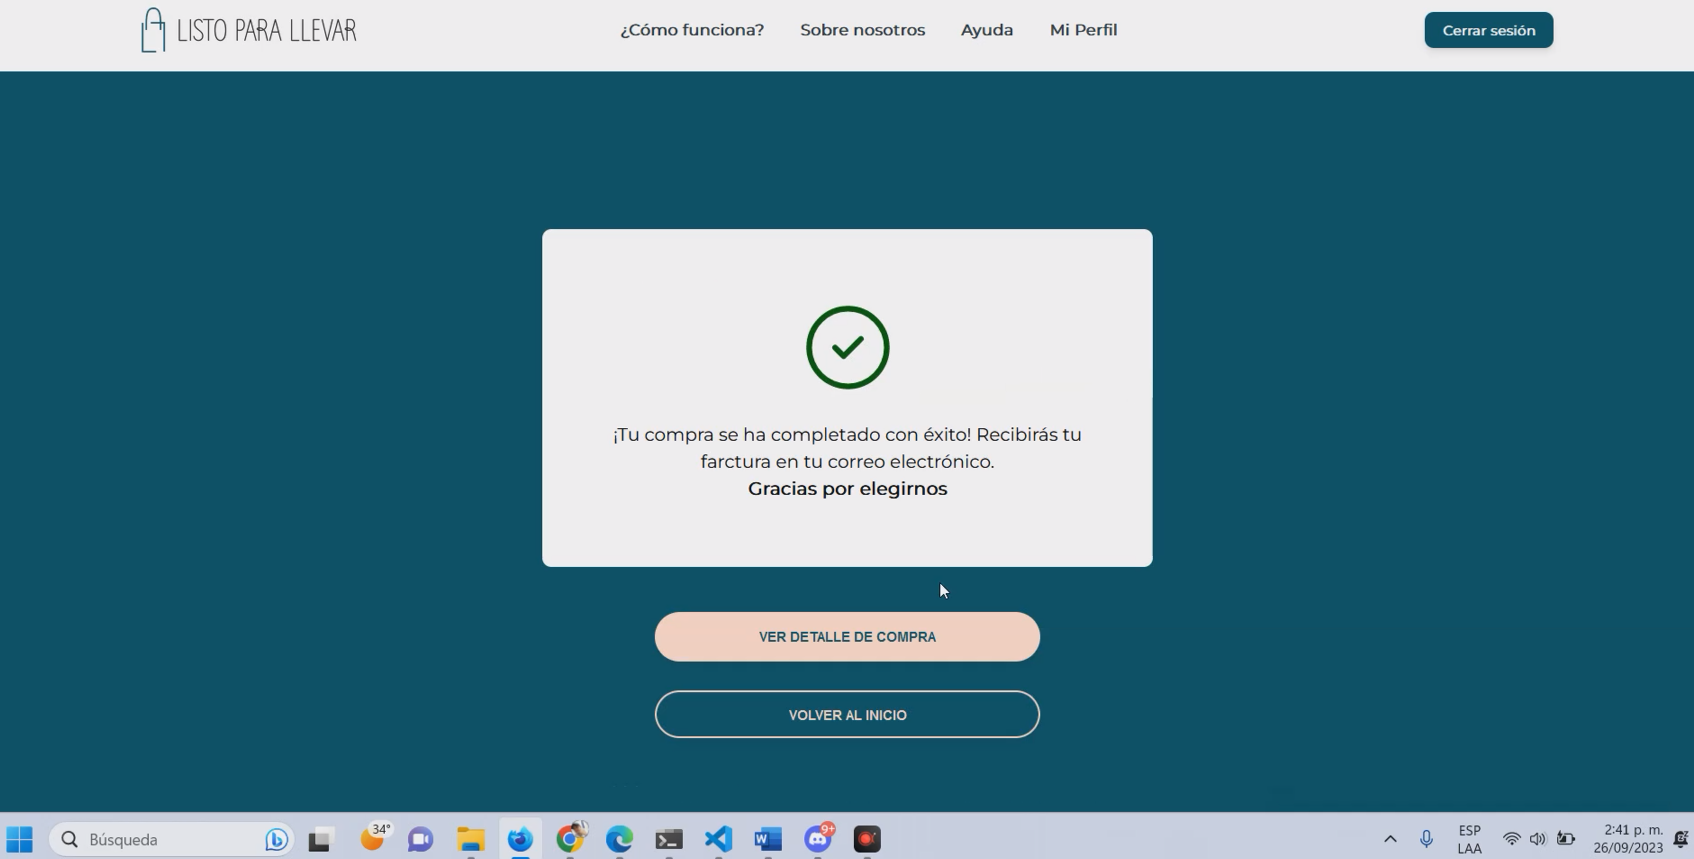 LISTO PARA LLEVAR
¿Cómo funciona?
Sobre nosotros
Ayuda
Mi Perfil
Cerrar sesión
¡Tu compra se ha completado con éxito! Recibirás tu
farctura en tu correo electrónico.
Gracias por elegirnos
VER DETALLE DE COMPRA
VOLVER AL INICIO
Búsqueda
34°
9+
ESP
LAA
2:41 p. m.
26/09/2023